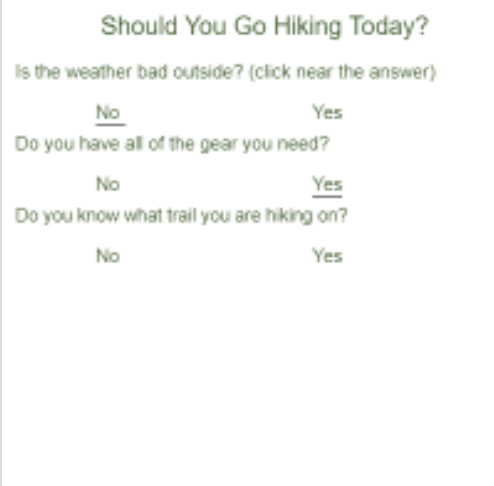 Should You Go Hiking Today?
Is the weather bad outside? (click near the answer)
No Yes
Do you have all of the gear you need?
No Yes
Do you know what trail you are hiking on?
No Yes